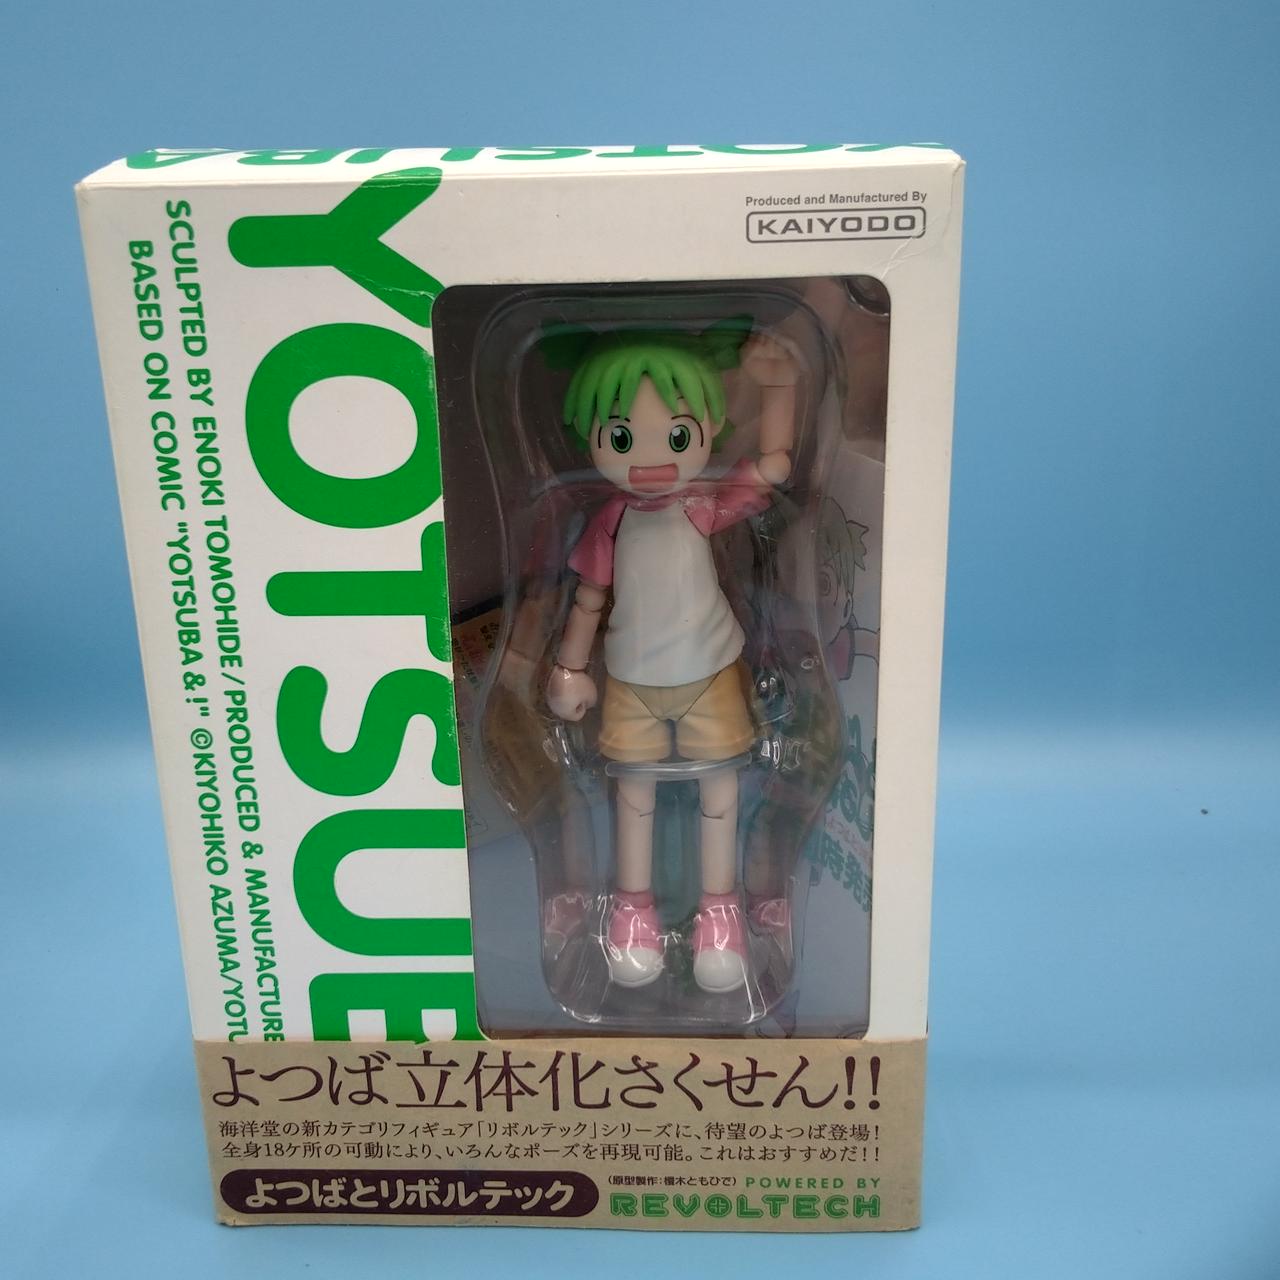 Produced and Manufactured By
KAIYODO
YOTSUB
SCULPTED BY ENOKI TOMOHIDE / PRODUCED & MANUFACTURE
BASED ON COMIC "YOTSUBA &!" ©KIYOHIKO AZUMA/YOTU
よつば立体化さくせん!!
海洋堂の新カテゴリフィギュア「リボルテック」シリーズに、待望のよつば登場!
全身18ケ所の可動により、いろんなポーズを再現可能。これはおすすめだ!!
よつばとリボルテック
(原型製作:榎木ともひで) POWERED BY
REVOLTECH